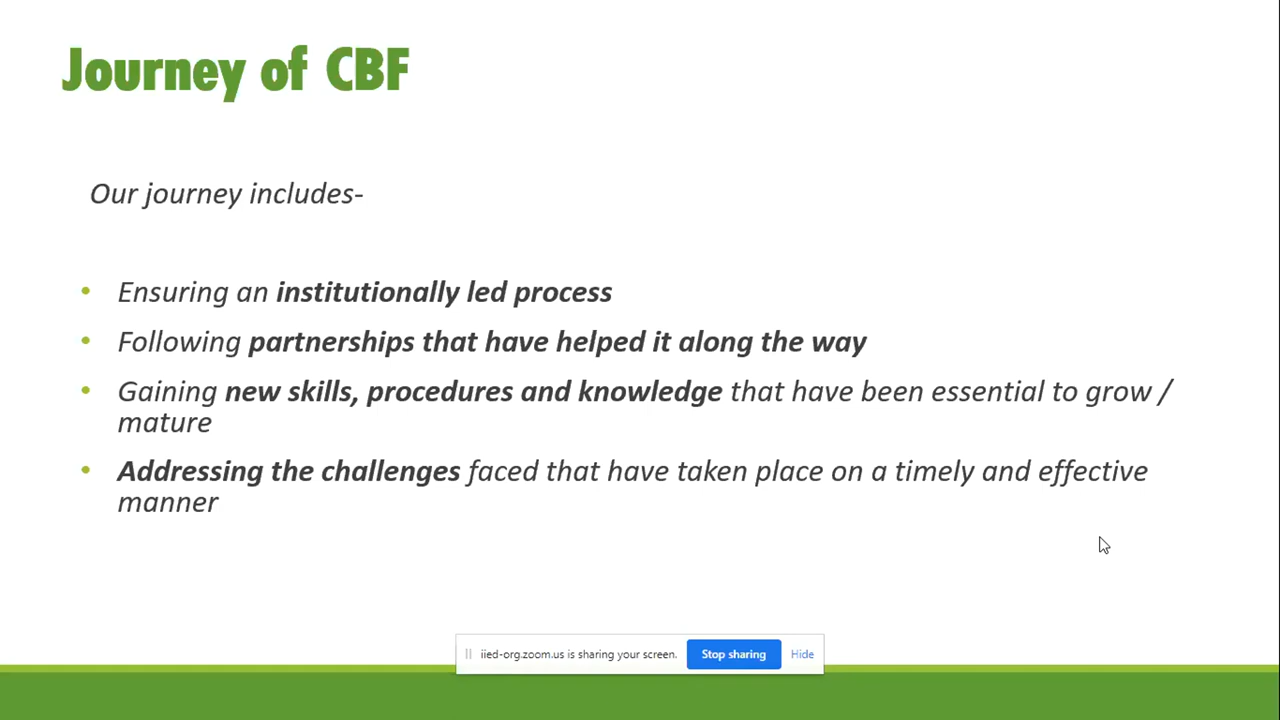 Journey of CBF
Our journey includes-
• Ensuring an institutionally led process
• Following partnerships that have helped it along the way
• Gaining new skills, procedures and knowledge that have been essential to grow /
mature
• Addressing the challenges faced that have taken place on a timely and effective
manner
iied-org.zoom.us is sharing your screen. Stop sharing Hide